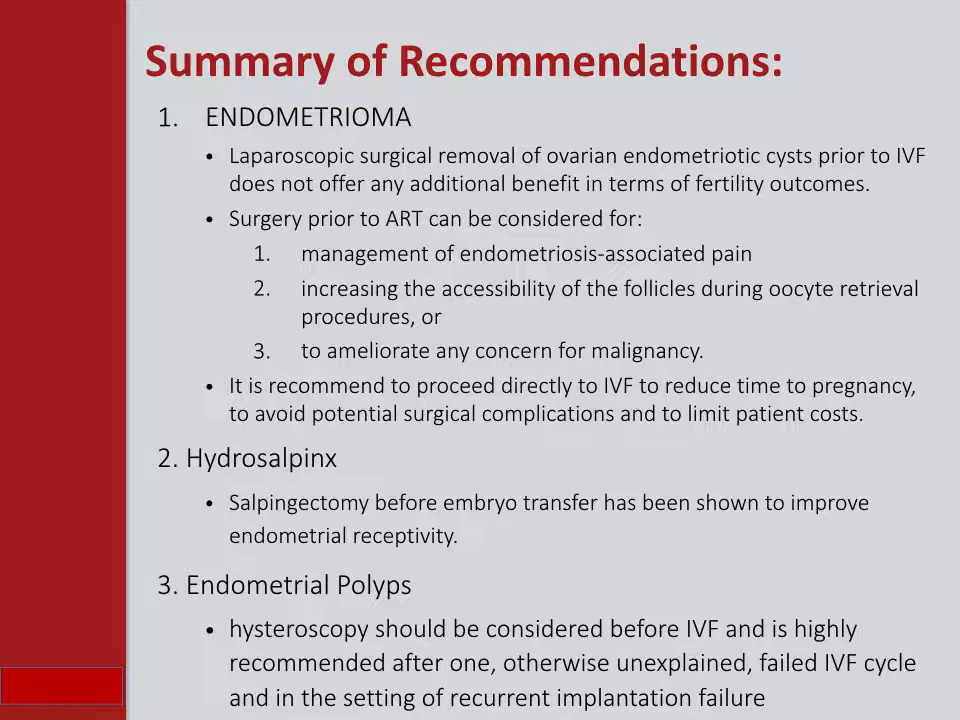 Summary of Recommendations:
1. ENDOMETRIOMA
• Laparoscopic surgical removal of ovarian endometriotic cysts prior to IVF
does not offer any additional benefit in terms of fertility outcomes.
• Surgery prior to ART can be considered for:
1. management of endometriosis-associated pain
2. increasing the accessibility of the follicles during oocyte retrieval
procedures, or
3. to ameliorate any concern for malignancy.
• It is recommend to proceed directly to IVF to reduce time to pregnancy,
to avoid potential surgical complications and to limit patient costs.
2. Hydrosalpinx
• Salpingectomy before embryo transfer has been shown to improve
endometrial receptivity.
3. Endometrial Polyps
• hysteroscopy should be considered before IVF and is highly
recommended after one, otherwise unexplained, failed IVF cycle
and in the setting of recurrent implantation failure